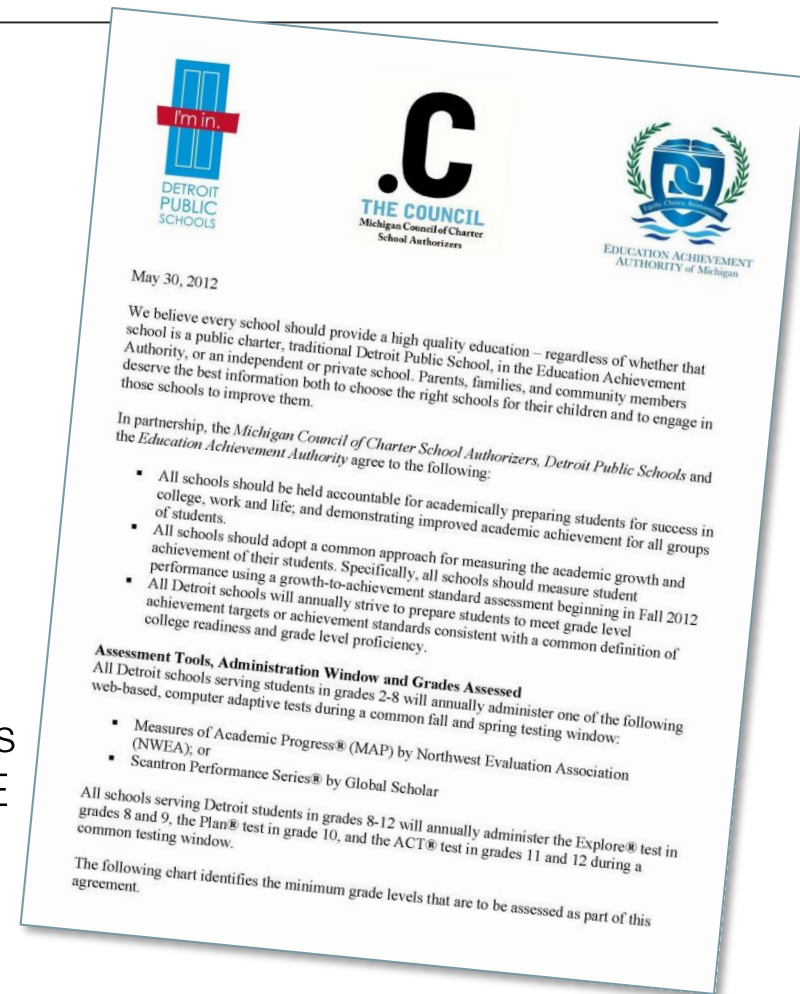 I'm in.
DETROIT
PUBLIC
SCHOOLS
.C
THE COUNCIL
Michigan Council of Charter
School Authorizers
Equity, Choice, Restoration
EDUCATION ACHIEVEMENT
AUTHORITY of Michigan
May 30, 2012
We believe every school should provide a high quality education – regardless of whether that
school is a public charter, traditional Detroit Public School, in the Education Achievement
Authority, or an independent or private school. Parents, families, and community members
deserve the best information both to choose the right schools for their children and to engage in
those schools to improve them.
In partnership, the Michigan Council of Charter School Authorizers, Detroit Public Schools and
the Education Achievement Authority agree to the following:
▪ All schools should be held accountable for academically preparing students for success in
college, work and life; and demonstrating improved academic achievement for all groups
of students.
▪ All schools should adopt a common approach for measuring the academic growth and
achievement of their students. Specifically, all schools should measure student
performance using a growth-to-achievement standard assessment beginning in Fall 2012
▪ All Detroit schools will annually strive to prepare students to meet grade level
achievement targets or achievement standards consistent with a common definition of
college readiness and grade level proficiency.
Assessment Tools, Administration Window and Grades Assessed
All Detroit schools serving students in grades 2-8 will annually administer one of the following
web-based, computer adaptive tests during a common fall and spring testing window:
▪ Measures of Academic Progress® (MAP) by Northwest Evaluation Association
(NWEA); or
▪ Scantron Performance Series® by Global Scholar
All schools serving Detroit students in grades 8-12 will annually administer the Explore® test in
grades 8 and 9, the Plan® test in grade 10, and the ACT® test in grades 11 and 12 during a
common testing window.
The following chart identifies the minimum grade levels that are to be assessed as part of this
agreement.
S
E